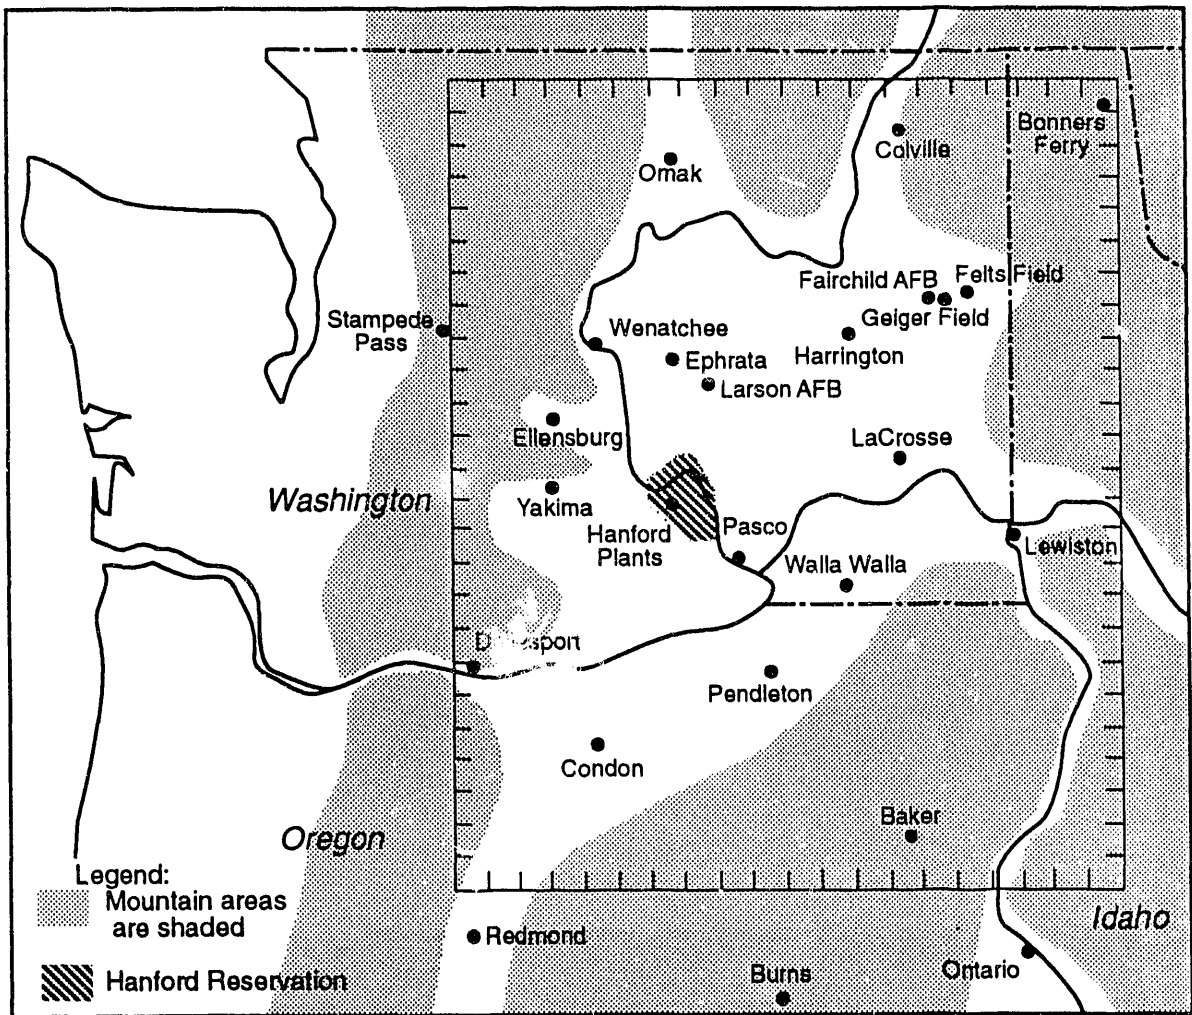 Bonners
Ferry
Colville
Omak
Fairchild AFB
Felts Field
Geiger Field
Stampede
Pass
Wenatchee
Harrington
Ephrata
Larson AFB
Ellensburg
LaCrosse
Washington
Yakima
Hanford
Plants
Pasco
Lewiston
Walla Walla
Pendleton
Condon
Baker
Oregon
Legend:
Mountain areas
are shaded
Idaho
Redmond
Ontario
Burns
Hanford Reservation